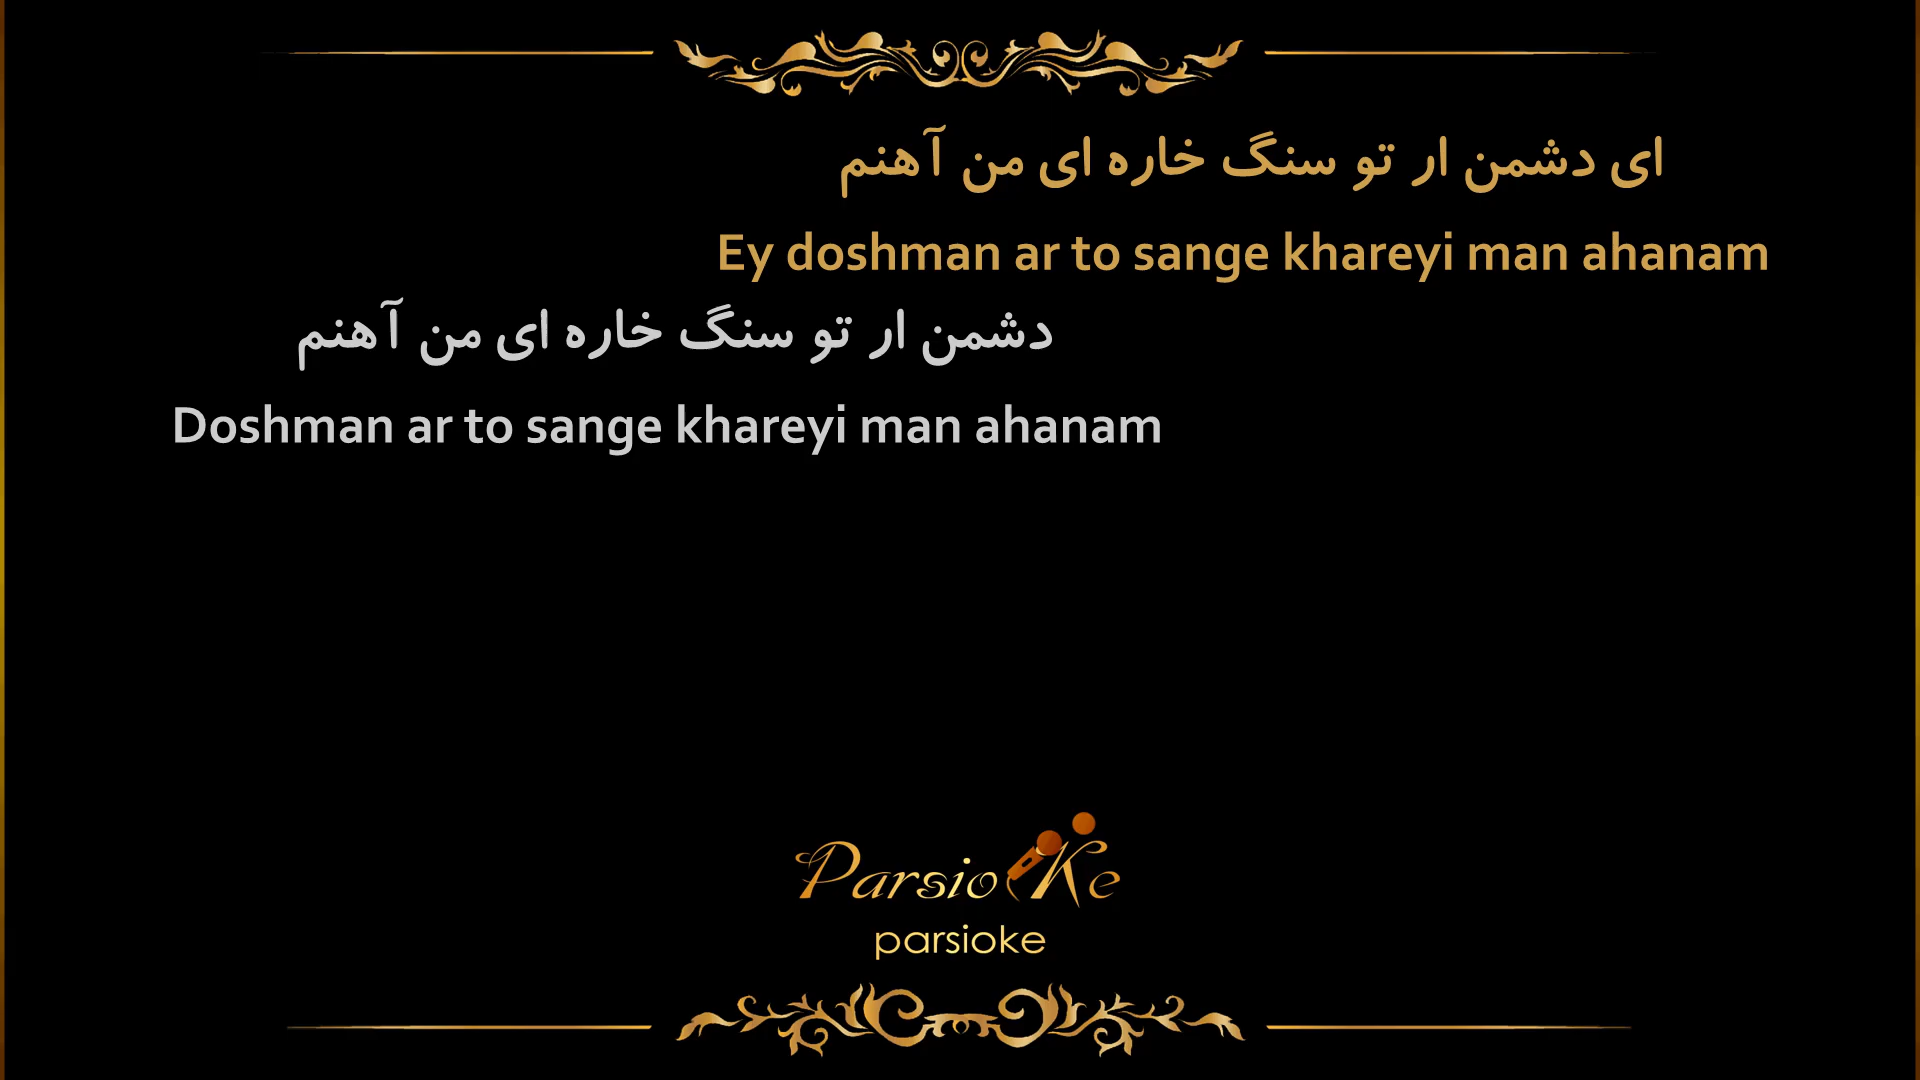 ای دشمن ار تو سنگ خاره ای من آهنم
Ey doshman ar to sange khareyi man ahanam
دشمن ار تو سنگ خاره ای من آهنم
Doshman ar to sange khareyi man ahanam
ParsioKe
parsioke